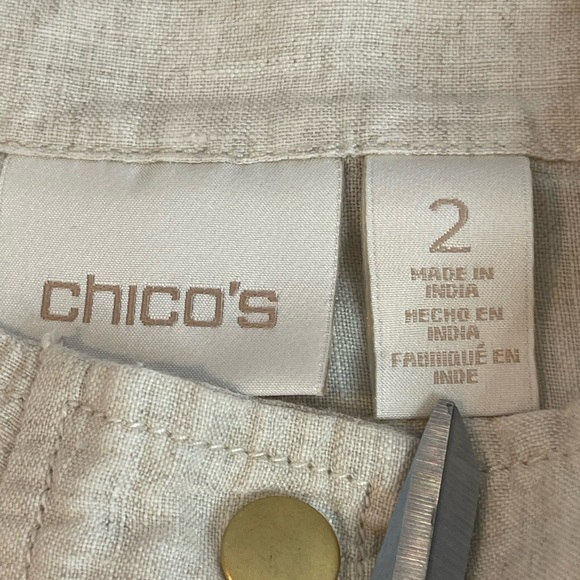 chico's
2
MADE IN
INDIA
HECHO EN
INDIA
FABRIQUÉ EN
INDE